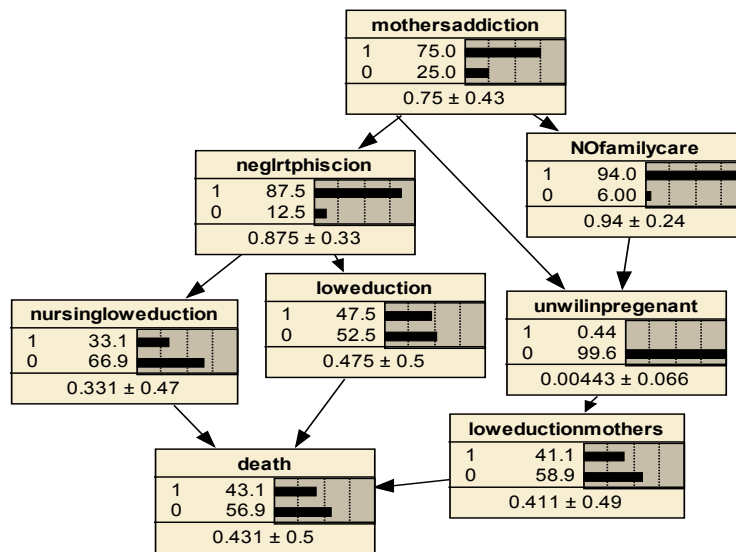 mothersaddiction
1 75.0
0 25.0
0.75 ± 0.43
neglrtphiscion
1 87.5
0 12.5
0.875 ± 0.33
NOfamilycare
1 94.0
0 6.00
0.94 ± 0.24
nursingloweduction
1 33.1
0 66.9
0.331 ± 0.47
loweduction
1 47.5
0 52.5
0.475 ± 0.5
unwilinpregenant
1 0.44
0 99.6
0.00443 ± 0.066
death
1 43.1
0 56.9
0.431 ± 0.5
loweductionmothers
1 41.1
0 58.9
0.411 ± 0.49